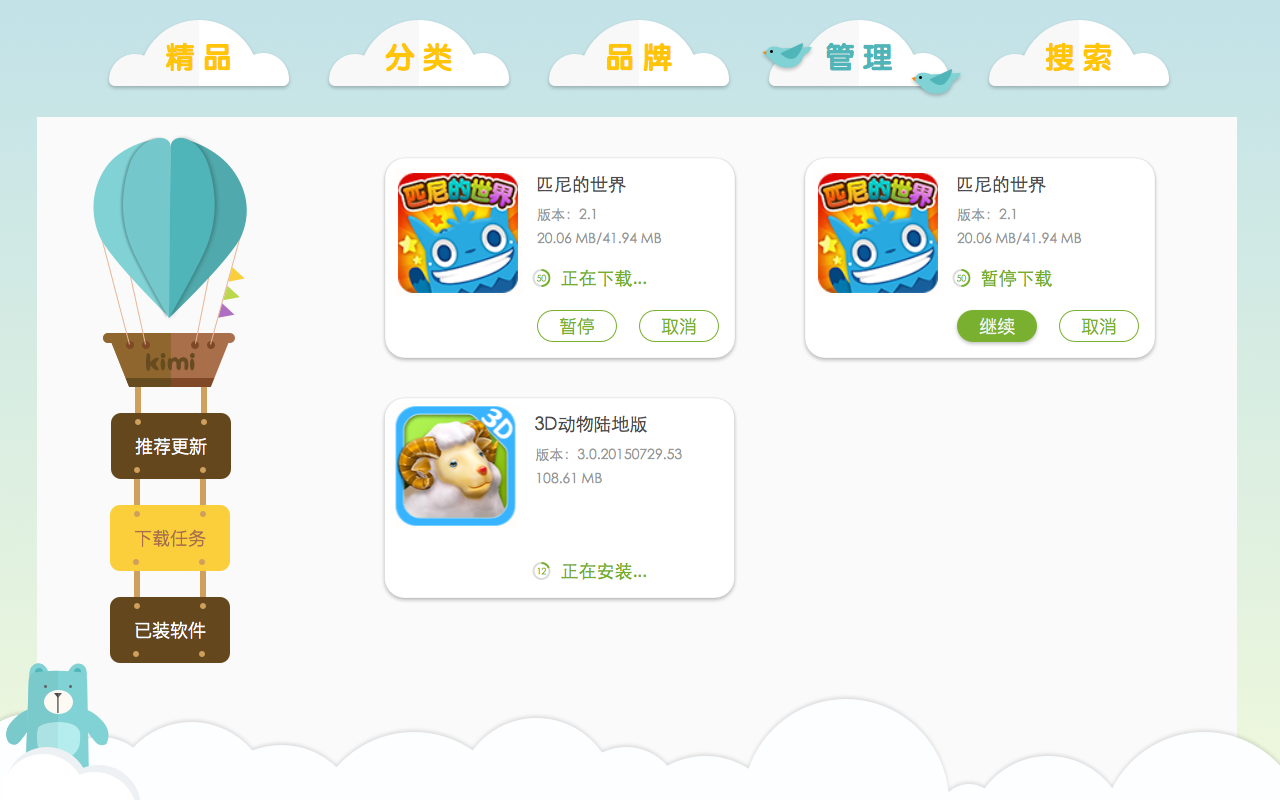 精品
分类
品牌
管理
搜索
kimi
推荐更新
下载任务
已装软件
匹尼的世界
匹尼的世界
版本：2.1
20.06 MB/41.94 MB
50
正在下载...
暂停
取消
匹尼的世界
匹尼的世界
版本：2.1
20.06 MB/41.94 MB
50
暂停下载
继续
取消
3D
3D动物陆地版
版本：3.0.20150729.53
108.61 MB
12
正在安装...